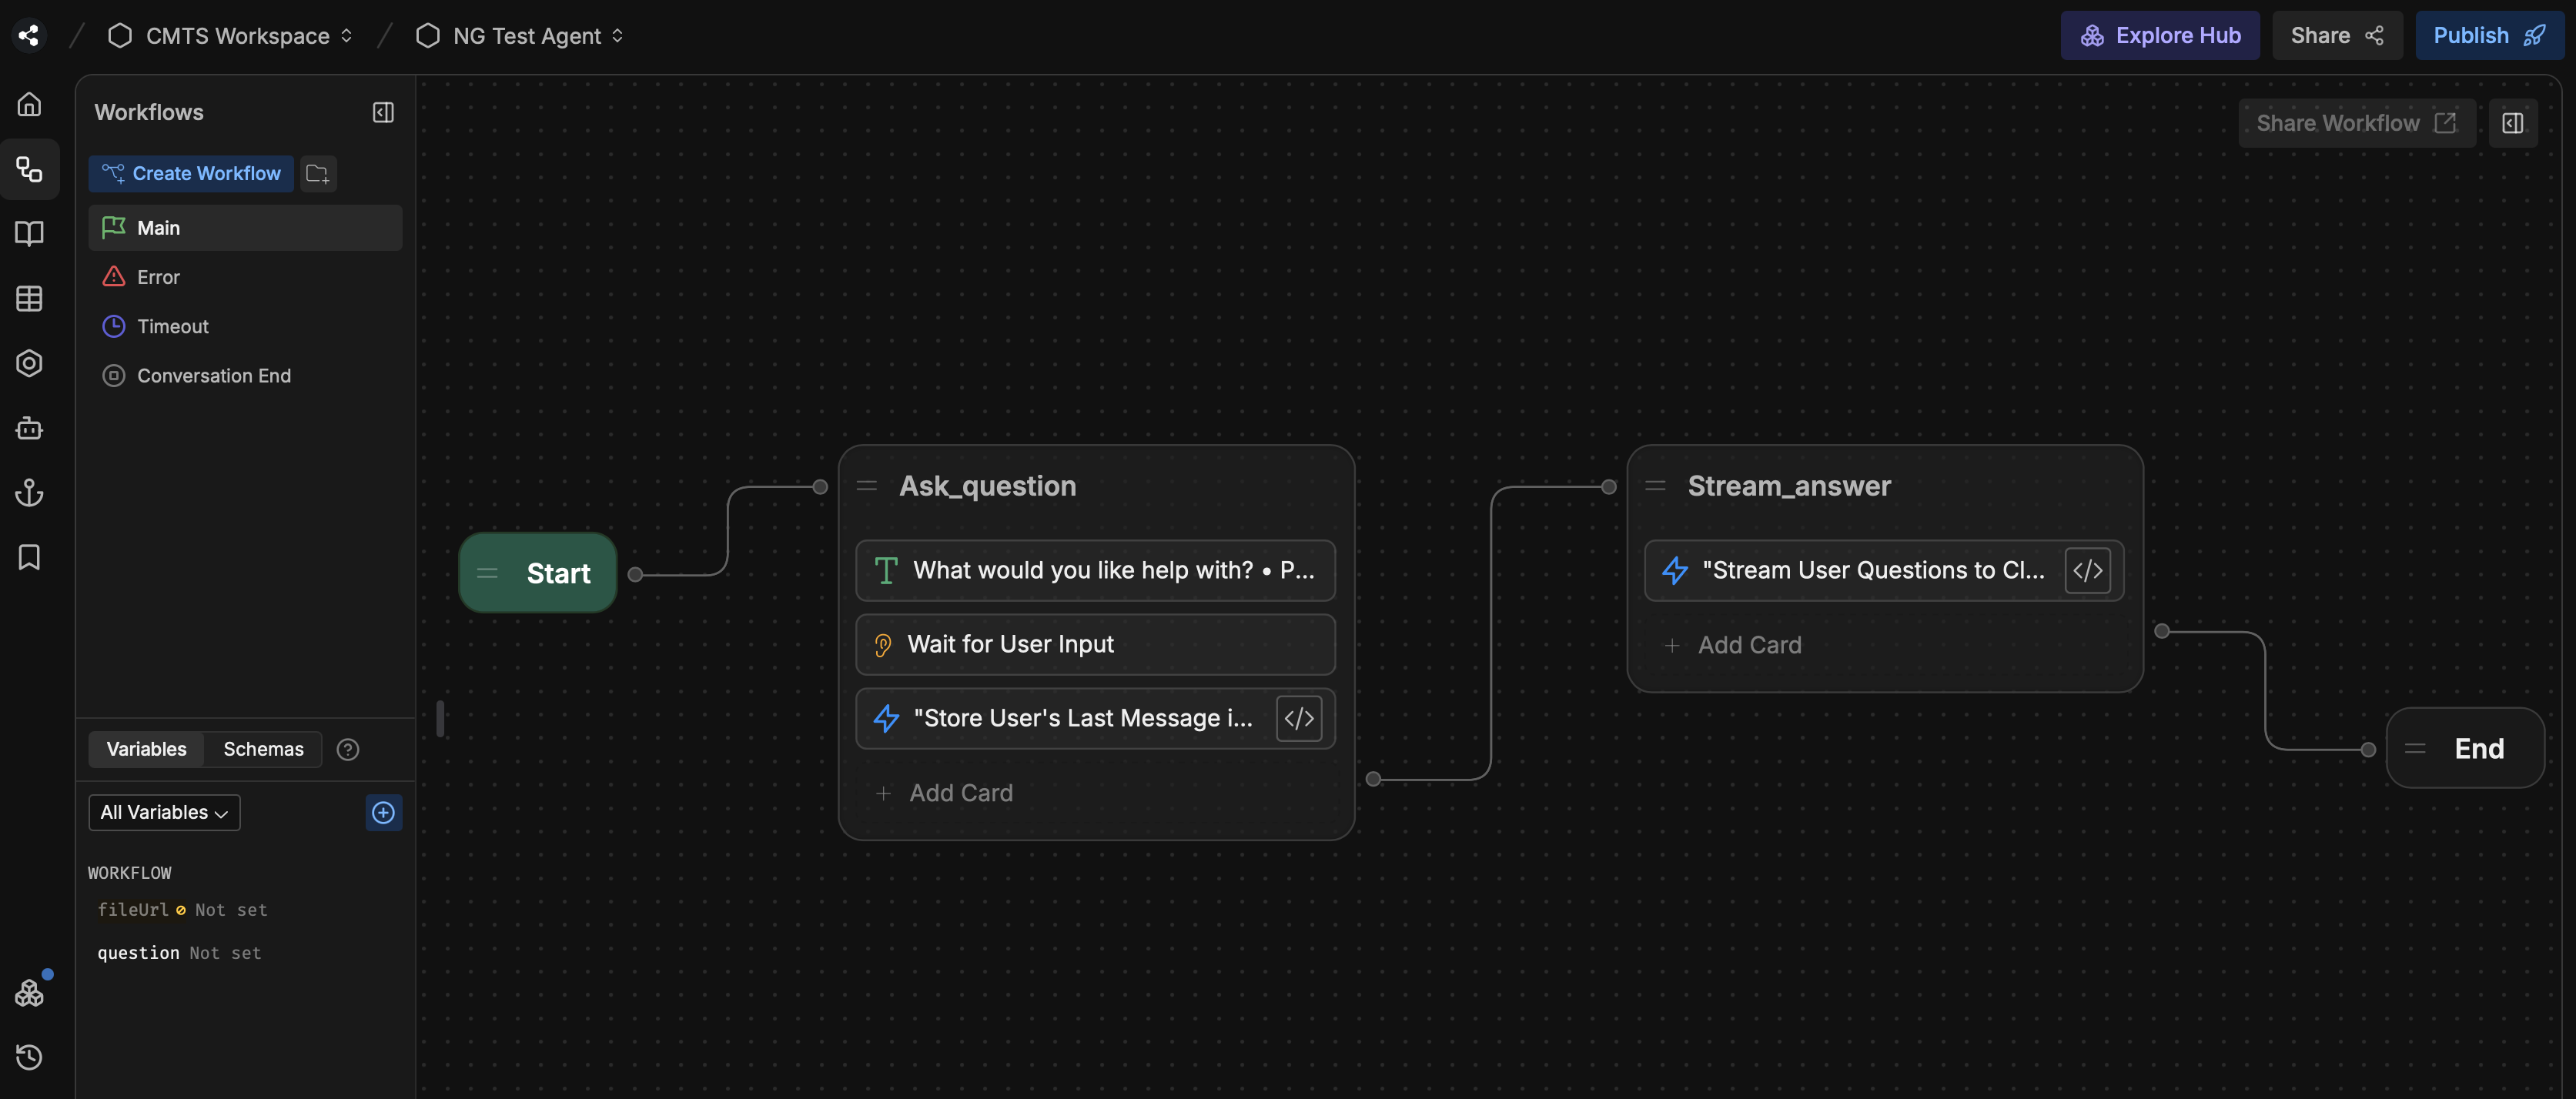 CMTS Workspace
NG Test Agent
Explore Hub
Share
Publish
Workflows
Create Workflow
Main
Error
Timeout
Conversation End
Share Workflow
Start
Ask_question
What would you like help with? • P...
Wait for User Input
"Store User's Last Message i...
</>
+ Add Card
Stream_answer
"Stream User Questions to Cl...
</>
+ Add Card
End
Variables
Schemas
?
All Variables
WORKFLOW
fileUrl Not set
question Not set